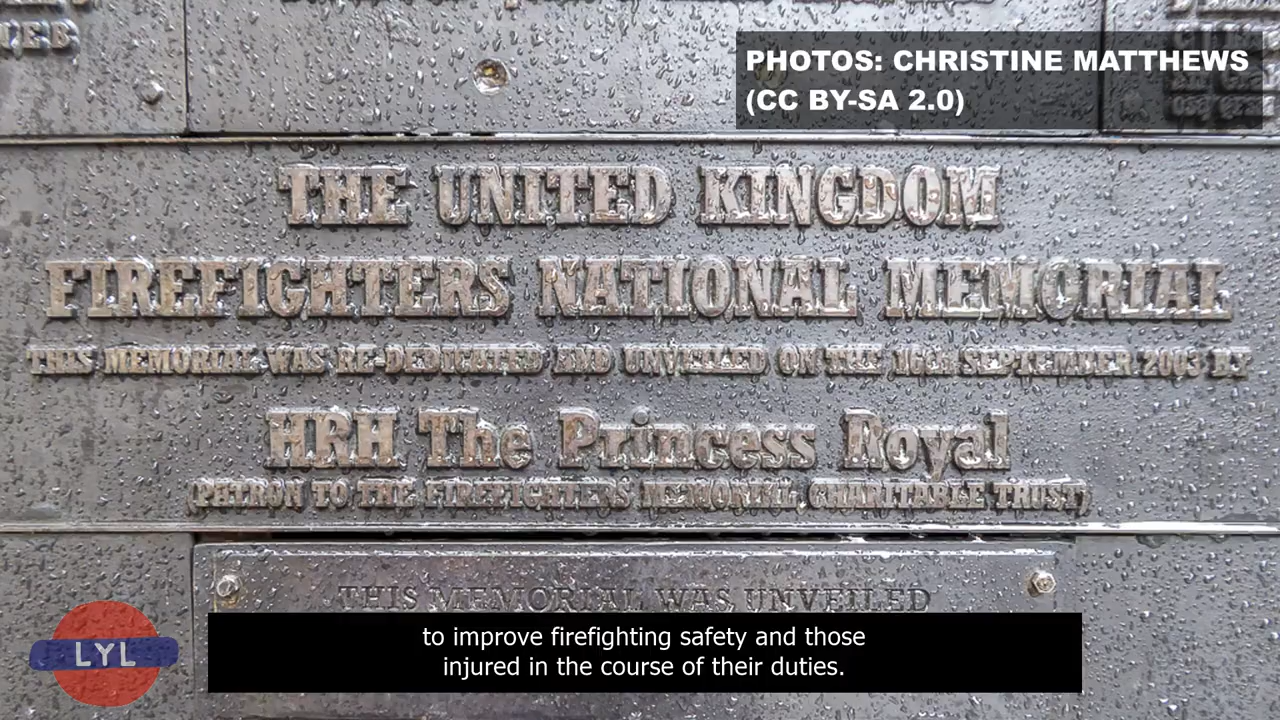 PHOTOS: CHRISTINE MATTHEWS
(CC BY-SA 2.0)
THE UNITED KINGDOM
FIREFIGHTERS NATIONAL MEMORIAL
THIS MEMORIAL WAS RE-DEDICATED AND UNVEILED ON THE 16th SEPTEMBER 2003 BY
HRH The Princess Royal
(PATRON TO THE FIREFIGHTERS MEMORIAL CHARITABLE TRUST)
THIS MEMORIAL WAS UNVEILED
to improve firefighting safety and those
injured in the course of their duties.
LYL